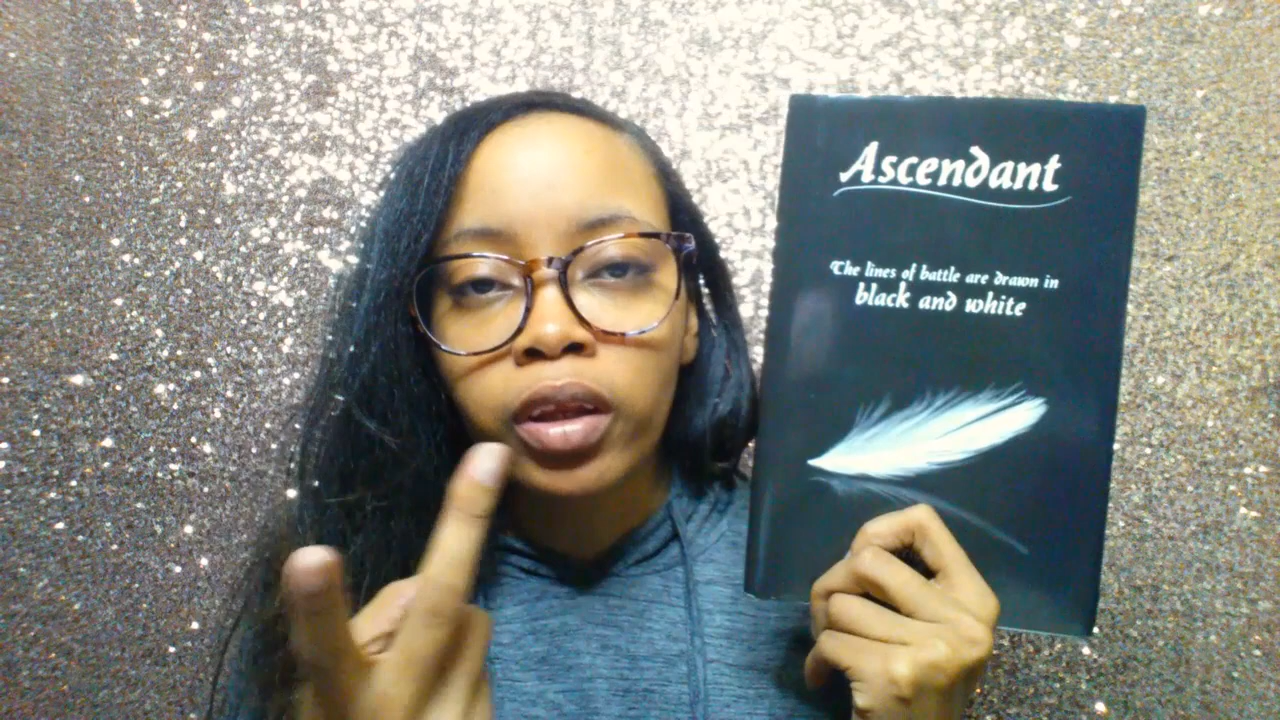 Ascendant
The lines of battle are drawn in
black and white